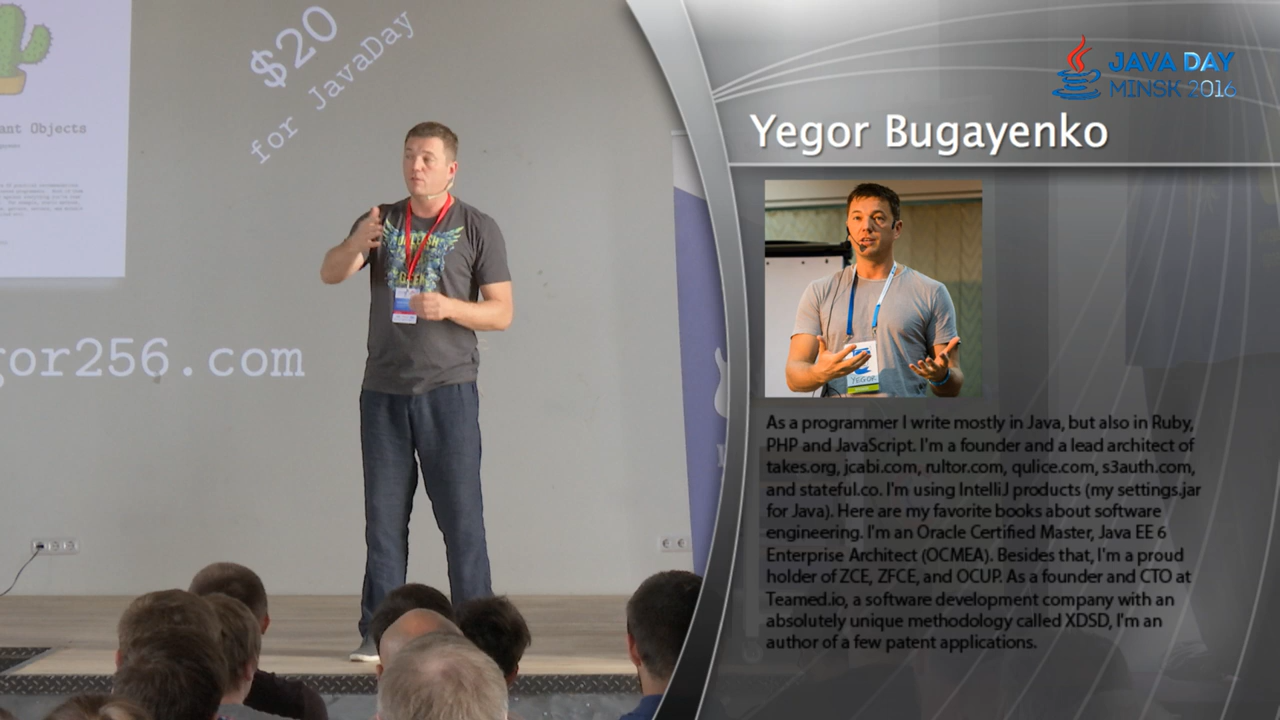 $20
for JavaDay
ant Objects
gor256.com
GEEK
JAVA DAY
MINSK 2016
Yegor Bugayenko
YEGOR
As a programmer I write mostly in Java, but also in Ruby,
PHP and JavaScript. I'm a founder and a lead architect of
takes.org, jcabi.com, rultor.com, qulice.com, s3auth.com,
and stateful.co. I'm using IntelliJ products (my settings.jar
for Java). Here are my favorite books about software
engineering. I'm an Oracle Certified Master, Java EE 6
Enterprise Architect (OCMEA). Besides that, I'm a proud
holder of ZCE, ZFCE, and OCUP. As a founder and CTO at
Teamed.io, a software development company with an
absolutely unique methodology called XDSD, I'm an
author of a few patent applications.